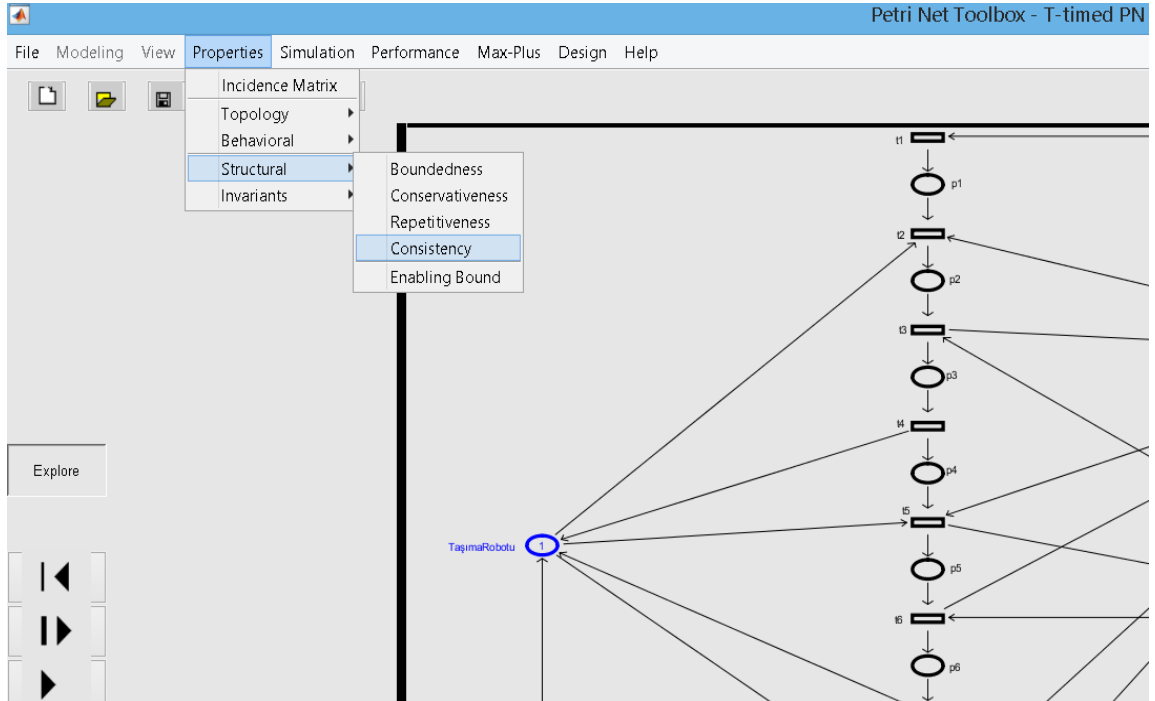 Petri Net Toolbox - T-timed PN
File Modeling View Properties Simulation Performance Max-Plus Design Help
Incidence Matrix
Topology
Behavioral
Structural
Invariants
Boundedness
Conservativeness
Repetitiveness
Consistency
Enabling Bound
Explore
t1
p1
t2
p2
t3
p3
t4
p4
t5
TaşımaRobotu 1
p5
t6
p6